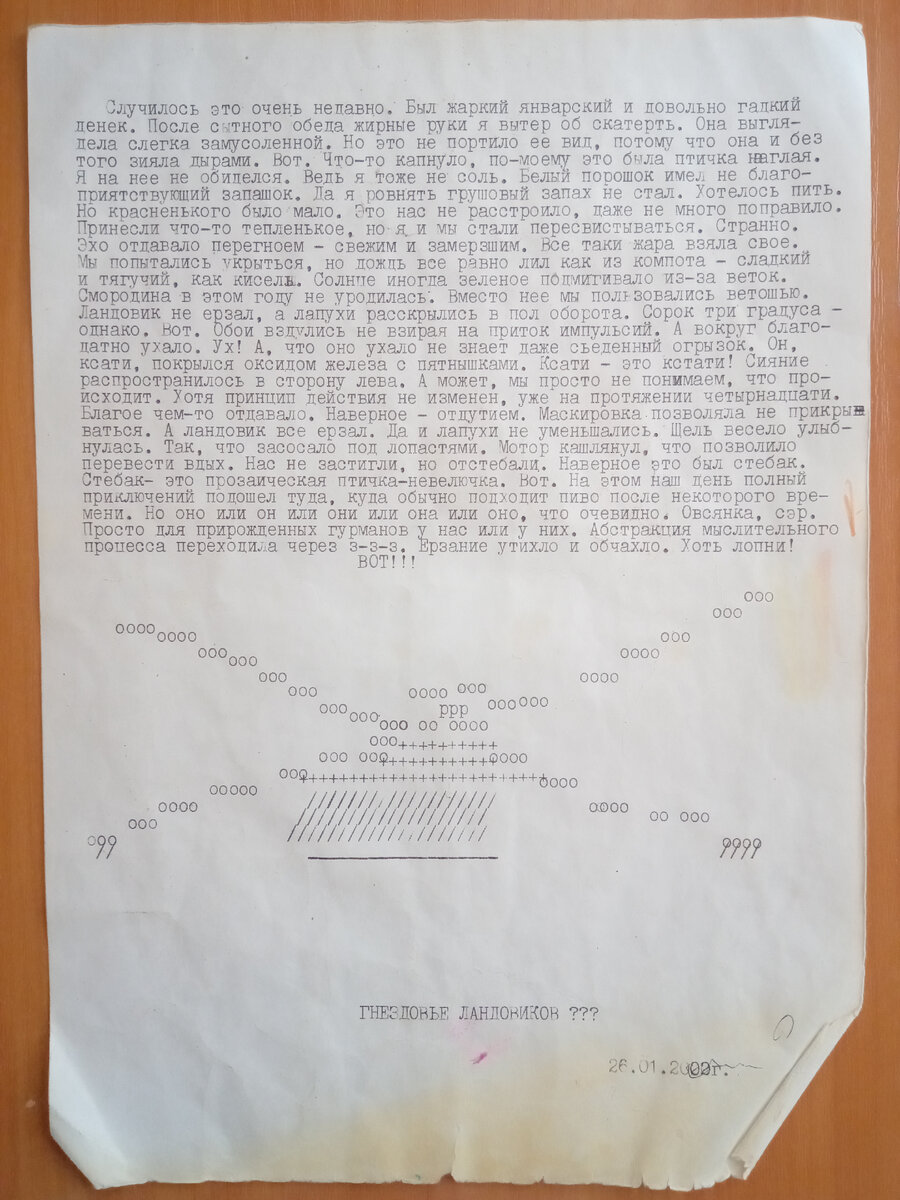 Случилось это очень недавно. Был жаркий январский и довольно гадкий
денек. После сытного обеда жирные руки я вытер об скатерть. Она выгля-
дела слегка замусоленной. Но это не портило ее вид, потому что она и без
того зияла дырами. Вот. Что-то капнуло, по-моему это была птичка наглая.
Я на нее не обиделся. Ведь я тоже не соль. Белый порошок имел не благо-
приятствующий запашок. Да я ровнять грушовый запах не стал. Хотелось пить.
Но красненького было мало. Это нас не расстроило, даже не много поправило.
Принесли что-то тепленькое, но я и мы стали пересвистываться. Странно.
Эхо отдавало перегноем - свежим и замерзшим. Все таки жара взяла свое.
Мы попытались укрыться, но дождь все равно лил как из компота - сладкий
и тягучий, как кисель. Солнце иногда зеленое подмигивало из-за веток.
Смородина в этом году не уродилась. Вместо нее мы пользовались ветошью.
Ландовик не ерзал, а лапухи расскрылись в пол оборота. Сорок три градуса -
однако. Вот. Обои вздулись не взирая на приток импульсий. А вокруг благо-
датно ухало. Ух! А, что оно ухало не знает даже сьеденный огрызок. Он,
ксати, покрылся оксидом железа с пятнышками. Ксати - это кстати! Сияние
распространилось в сторону лева. А может, мы просто не понимаем, что про-
исходит. Хотя принцип действия не изменен, уже на протяжении четырнадцати.
Благое чем-то отдавало. Наверное - отдутием. Маскировка позволяла не прикры
ваться. А ландовик все ерзал. Да и лапухи не уменьшались. Щель весело улыб-
нулась. Так, что засосало под лопастями. Мотор кашлянул, что позволило
перевести вдых. Нас не застигли, но отстебали. Наверное это был стебак.
Стебак- это прозаическая птичка-невелючка. Вот. На этом наш день полный
приключений подошел туда, куда обычно подходит пиво после некоторого вре-
мени. Но оно или он или они или она или оно, что очевидно. Овсянка, сэр.
Просто для прирожденных гурманов у нас или у них. Абстракция мыслительного
процесса переходила через з-з-з. Ерзание утихло и обчахло. Хоть лопни!
ВОТ!!!
ГНЕЗДОВЬЕ ЛАНДОВИКОВ ???
26.01.2002г.